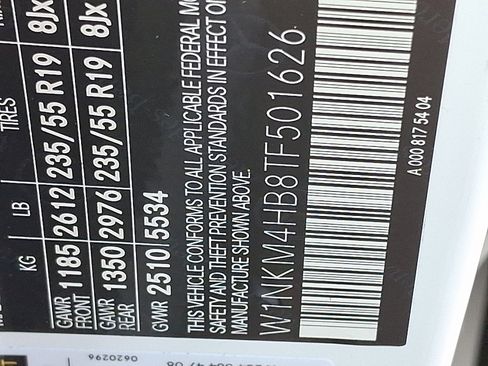 KG LB TIRES
GAWR FRONT 1185 2612 235/55 R19 8Jx
GAWR REAR 1350 2976 235/55 R19 8Jx
GVWR 2510 5534
THIS VEHICLE CONFORMS TO ALL APPLICABLE FEDERAL
SAFETY AND THEFT PREVENTION STANDARDS IN EFFECT
MANUFACTURE SHOWN ABOVE.
W1NKM4HB8TF501626
A 000 817 54 04
0620296